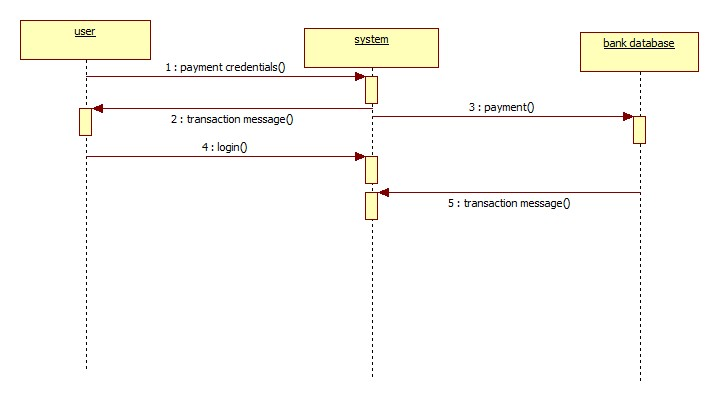 user
system
bank database
1 : payment credentials()
2 : transaction message()
3 : payment()
4 : login()
5 : transaction message()